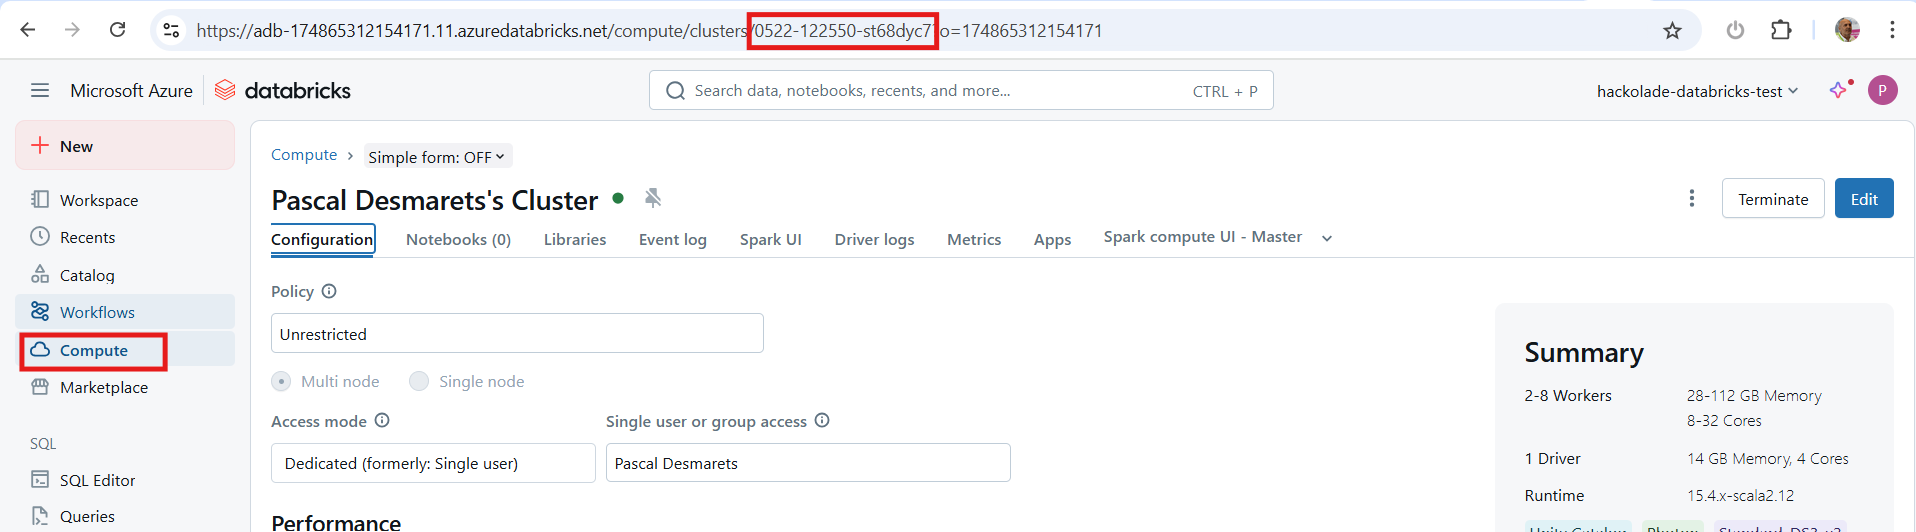 https://adb-174865312154171.11.azuredatabricks.net/compute/clusters/0522-122550-st68dyc7?o=174865312154171
Microsoft Azure
databricks
Search data, notebooks, recents, and more...
CTRL + P
hackolade-databricks-test
P
New
Workspace
Recents
Catalog
Workflows
Compute
Marketplace
SQL
SQL Editor
Queries
Compute
Simple form: OFF
Pascal Desmarets's Cluster
Terminate
Edit
Configuration
Notebooks (0)
Libraries
Event log
Spark UI
Driver logs
Metrics
Apps
Spark compute UI - Master
Policy
Unrestricted
Multi node
Single node
Access mode
Single user or group access
Dedicated (formerly: Single user)
Pascal Desmarets
Performance
Summary
2-8 Workers
28-112 GB Memory
8-32 Cores
1 Driver
14 GB Memory, 4 Cores
Runtime
15.4.x-scala2.12